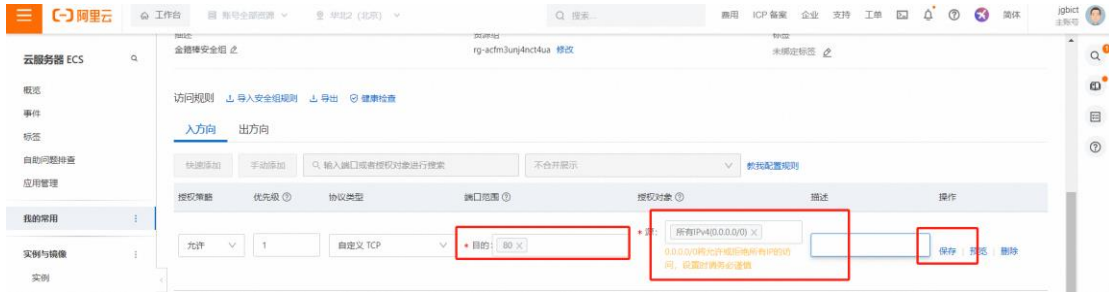 阿里云 工作台 账号全部资源 华北2（北京） 搜索... 费用 ICP 备案 企业 支持 工单 简体 jgbict
主账号
云服务器 ECS
概览
事件
标签
自助问题排查
应用管理
我的常用
实例与镜像
实例
描述 资源组 标签
金箍棒安全组 rg-acfm3unj4nct4ua 修改 未绑定标签
访问规则 导入安全组规则 导出 健康检查
入方向 出方向
快速添加 手动添加 输入端口或者授权对象进行搜索 不合并展示 教我配置规则
授权策略 优先级 协议类型 端口范围 授权对象 描述 操作
允许 1 自定义 TCP * 目的: 80 × * 源: 所有IPv4(0.0.0.0/0) × 保存 预览 删除
0.0.0.0/0将允许或拒绝所有IP的访
问，设置时请务必谨慎